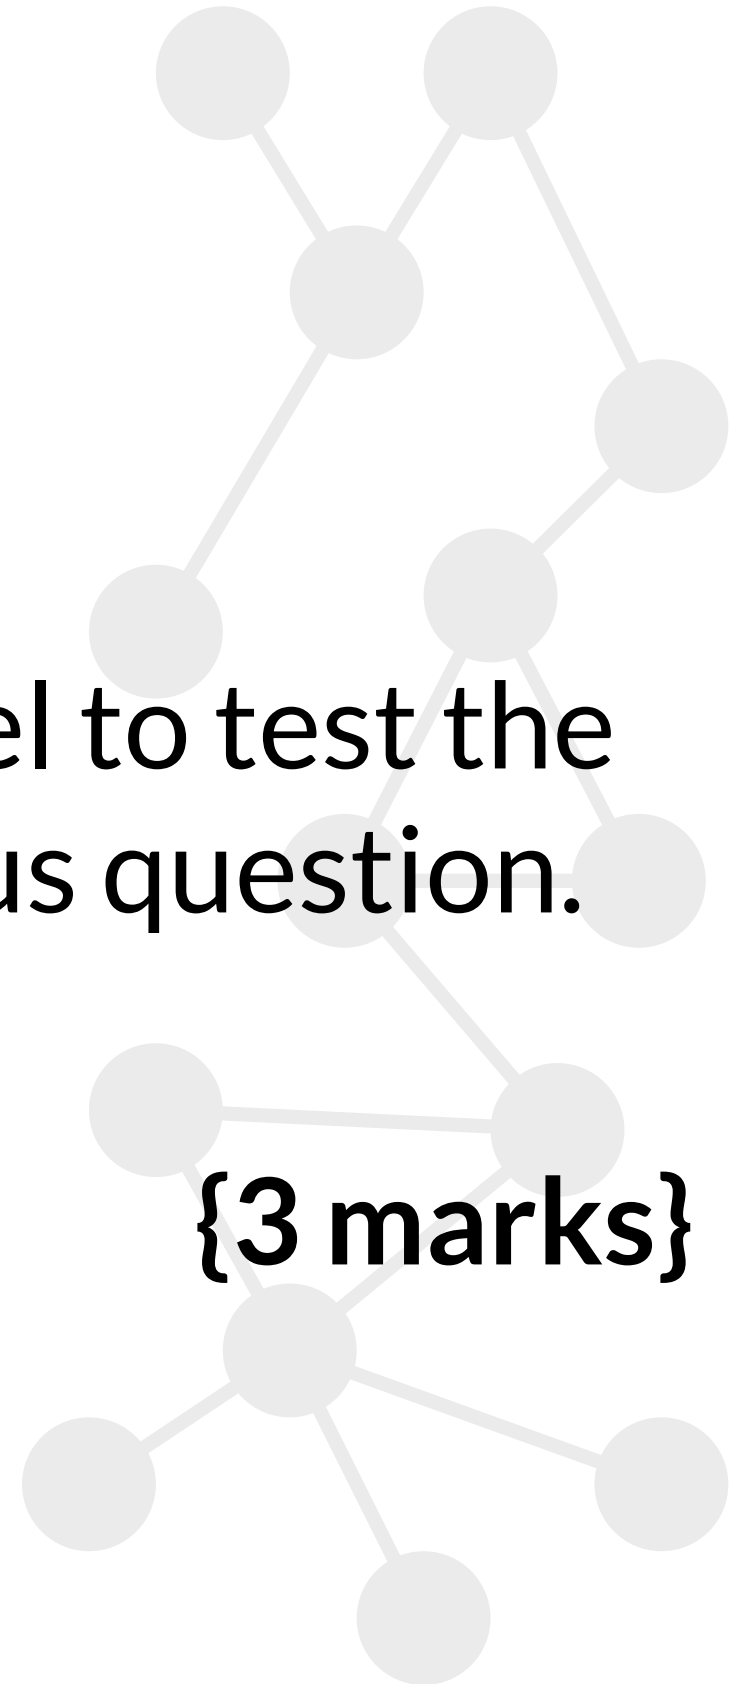 el to test the
us question.
{3 marks}